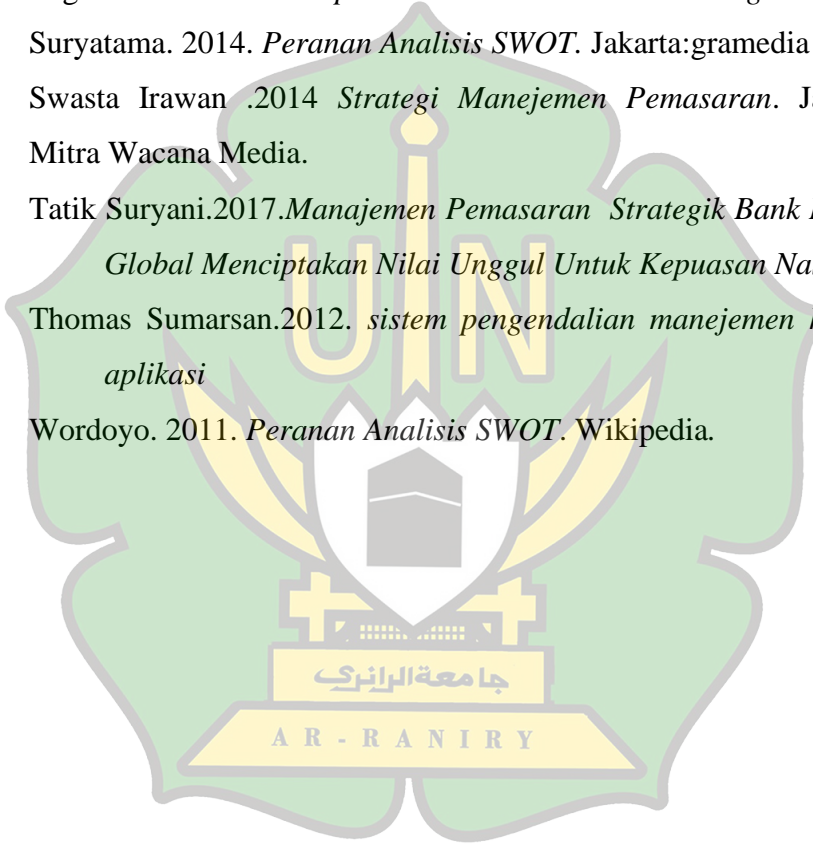 Suryatama. 2014. Peranan Analisis SWOT. Jakarta:gramedia
Swasta Irawan .2014 Strategi Manejemen Pemasaran.
Mitra Wacana Media.
Tatik Suryani.2017.Manajemen Pemasaran Strategik Bank
Global Menciptakan Nilai Unggul Untuk Kepuasan
Thomas Sumarsan.2012. sistem pengendalian manejemen
aplikasi
Wordoyo. 2011. Peranan Analisis SWOT. Wikipedia.
UIN
جامعةالرانري
AR-RANIRY